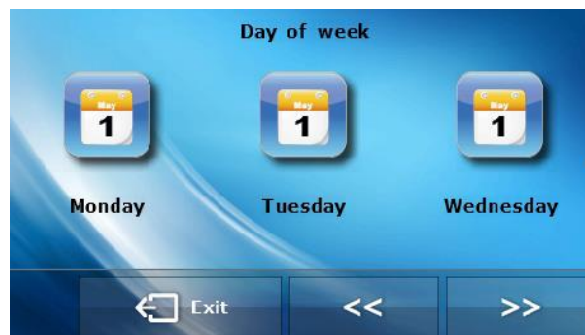 Day of week
May May May
1 1 1
Monday Tuesday Wednesday
Exit << >>